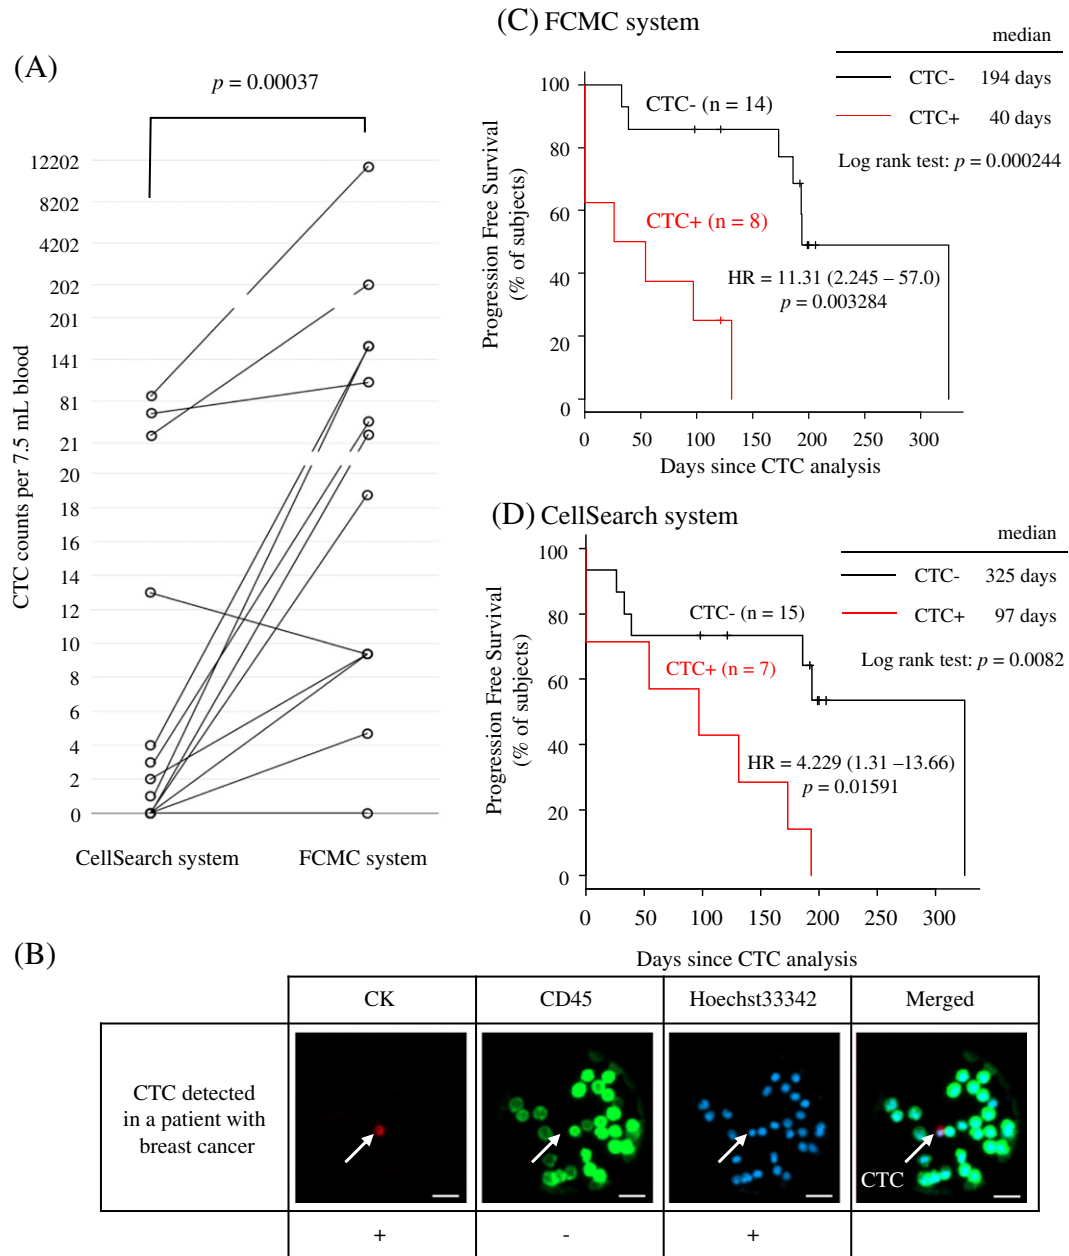 (A)
p = 0.00037
12202
8202
4202
202
201
141
81
21
20
18
16
14
12
10
8
6
4
2
0
CTC counts per 7.5 mL blood
CellSearch system
FCMC system
(C) FCMC system
median
CTC- 194 days
CTC+ 40 days
Log rank test: p = 0.000244
CTC- (n = 14)
CTC+ (n = 8)
HR = 11.31 (2.245 – 57.0)
p = 0.003284
Progression Free Survival
(% of subjects)
100
80
60
40
20
0
0 50 100 150 200 250 300
Days since CTC analysis
(D) CellSearch system
median
CTC- 325 days
CTC+ 97 days
Log rank test: p = 0.0082
CTC- (n = 15)
CTC+ (n = 7)
HR = 4.229 (1.31 –13.66)
p = 0.01591
Progression Free Survival
(% of subjects)
100
80
60
40
20
0
0 50 100 150 200 300
Days since CTC analysis
(B)
CK CD45 Hoechst33342 Merged
CTC detected
in a patient with
breast cancer
CTC
+ - +